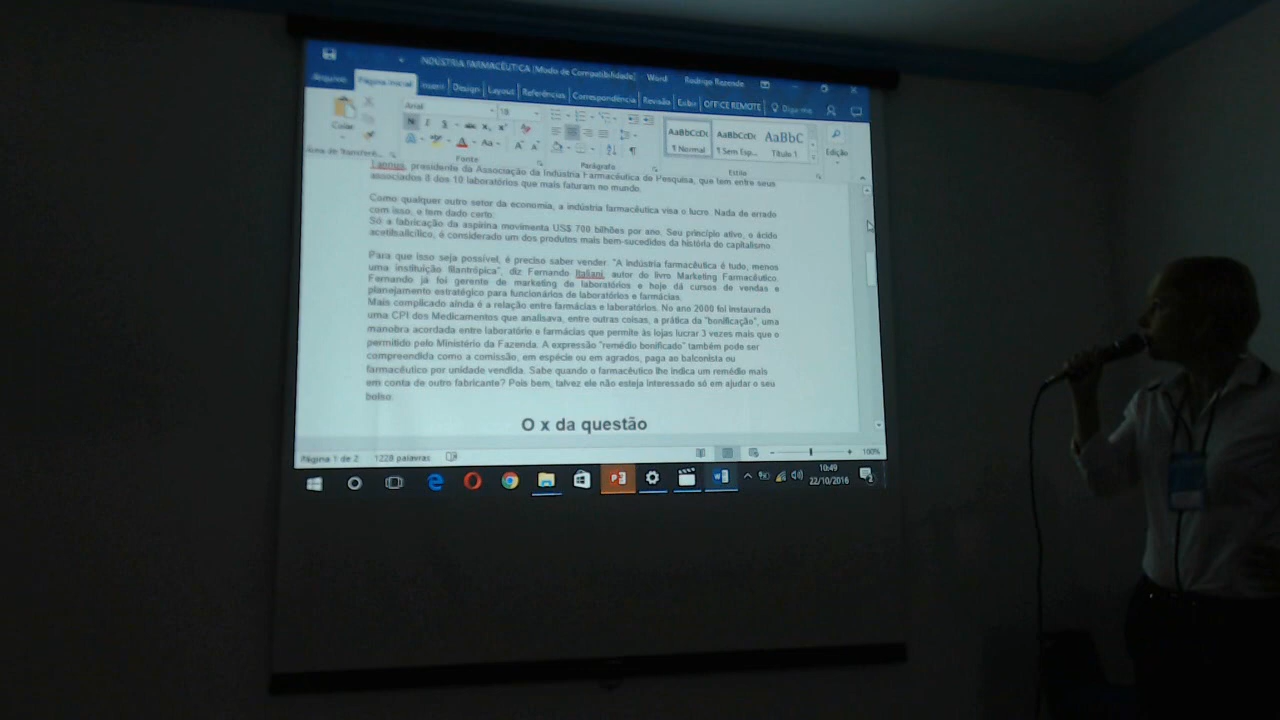 INDÚSTRIA FARMACÊUTICA [Modo de Compatibilidade] Word Rodrigo Rezende
Arquivo Página Inicial Inserir Design Layout Referências Correspondência Revisão Exibir OFFICE REMOTE Diga-me
Arial 18
Colar
N I S abc X₂ X²
AaBbCcDc AaBbCcDc AaBbC
¶ Normal ¶ Sem Esp... Título 1
Edição
Área de Transferê... Fonte Parágrafo Estilo
presidente da Associação da Indústria Farmacêutica de Pesquisa, que tem entre seus
associados 8 dos 10 laboratórios que mais faturam no mundo.
Como qualquer outro setor da economia, a indústria farmacêutica visa o lucro. Nada de errado
com isso, e tem dado certo.
Só a fabricação da aspirina movimenta US$ 700 bilhões por ano. Seu princípio ativo, o ácido
acetilsalicílico, é considerado um dos produtos mais bem-sucedidos da história do capitalismo.
Para que isso seja possível, é preciso saber vender. "A indústria farmacêutica é tudo, menos
uma instituição filantrópica", diz Fernando Italiani, autor do livro Marketing Farmacêutico.
Fernando já foi gerente de marketing de laboratórios e hoje dá cursos de vendas e
planejamento estratégico para funcionários de laboratórios e farmácias.
Mais complicado ainda é a relação entre farmácias e laboratórios. No ano 2000 foi instaurada
uma CPI dos Medicamentos que analisava, entre outras coisas, a prática da "bonificação", uma
manobra acordada entre laboratório e farmácias que permite às lojas lucrar 3 vezes mais que o
permitido pelo Ministério da Fazenda. A expressão "remédio bonificado" também pode ser
compreendida como a comissão, em espécie ou em agrados, paga ao balconista ou
farmacêutico por unidade vendida. Sabe quando o farmacêutico lhe indica um remédio mais
em conta de outro fabricante? Pois bem, talvez ele não esteja interessado só em ajudar o seu
bolso.
O x da questão
Página 1 de 2 1228 palavras 100%
10:49
22/10/2016